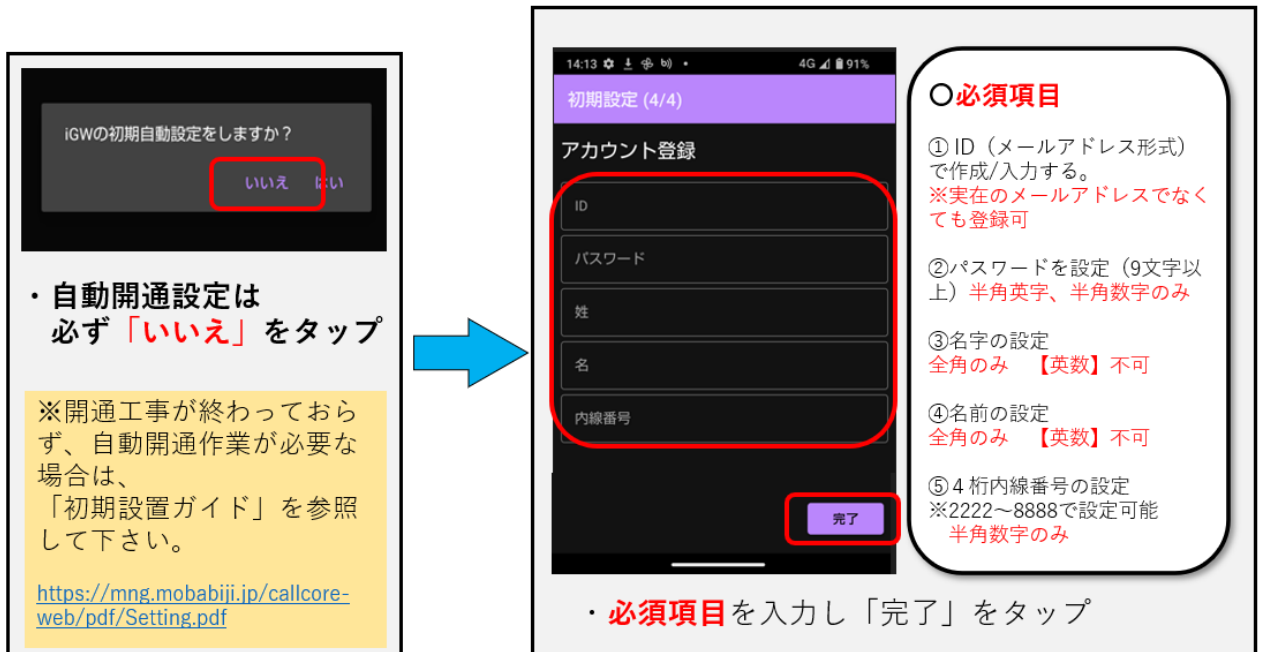 iGWの初期自動設定をしますか？
いいえ はい
・自動開通設定は
必ず「いいえ」をタップ
※開通工事が終わっておら
ず、自動開通作業が必要な
場合は、
「初期設置ガイド」を参照
して下さい。
https://mng.mobabiji.jp/callcore-
web/pdf/Setting.pdf
14:13 4G 91%
初期設定 (4/4)
アカウント登録
ID
パスワード
姓
名
内線番号
完了
〇必須項目
① ID（メールアドレス形式）
で作成/入力する。
※実在のメールアドレスでなく
ても登録可
②パスワードを設定（9文字以
上）半角英字、半角数字のみ
③名字の設定
全角のみ 【英数】不可
④名前の設定
全角のみ 【英数】不可
⑤４桁内線番号の設定
※2222～8888で設定可能
半角数字のみ
・必須項目を入力し「完了」をタップ